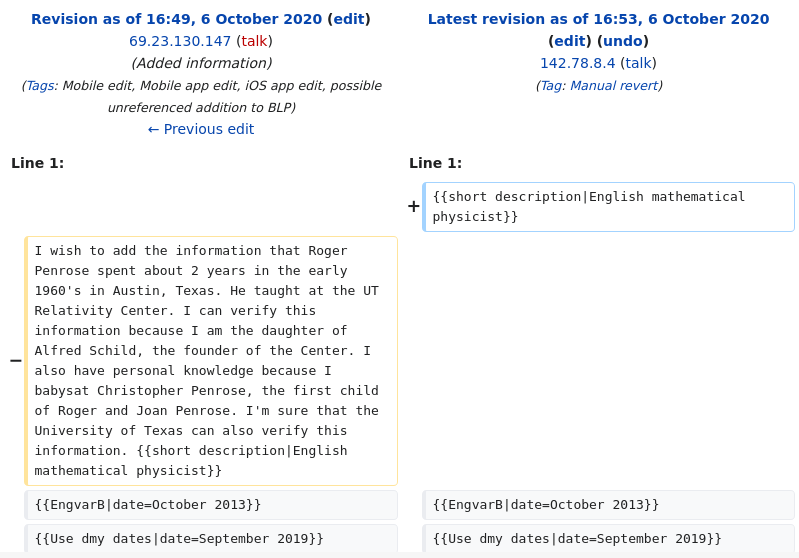 Revision as of 16:49, 6 October 2020 (edit)
69.23.130.147 (talk)
(Added information)
(Tags: Mobile edit, Mobile app edit, iOS app edit, possible
unreferenced addition to BLP)
← Previous edit
Latest revision as of 16:53, 6 October 2020
(edit) (undo)
142.78.8.4 (talk)
(Tag: Manual revert)
Line 1:
Line 1:
+
{{short description|English mathematical
physicist}}
−
I wish to add the information that Roger
Penrose spent about 2 years in the early
1960's in Austin, Texas. He taught at the UT
Relativity Center. I can verify this
information because I am the daughter of
Alfred Schild, the founder of the Center. I
also have personal knowledge because I
babysat Christopher Penrose, the first child
of Roger and Joan Penrose. I'm sure that the
University of Texas can also verify this
information. {{short description|English
mathematical physicist}}
{{EngvarB|date=October 2013}}
{{EngvarB|date=October 2013}}
{{Use dmy dates|date=September 2019}}
{{Use dmy dates|date=September 2019}}